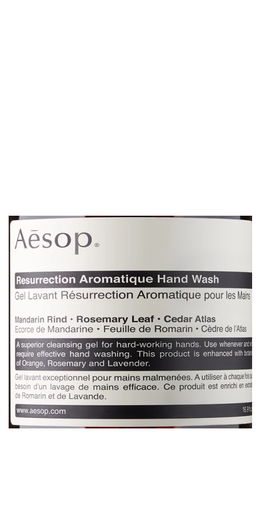 Aēsop®
Resurrection Aromatique Hand Wash
Gel Lavant Résurrection Aromatique pour les Mains
Mandarin Rind • Rosemary Leaf • Cedar Atlas
Ecorce de Mandarine • Feuille de Romarin • Cèdre de l'Atlas
A superior cleansing gel for hard-working hands. Use whenever
require effective hand washing. This product is enhanced with
of Orange, Rosemary and Lavender.
Gel lavant exceptionnel pour mains malmenées. A utiliser à chaque fois
besoin d'un lavage de mains efficace. Ce produit est enrichi en
de Romarin et de Lavande.
www.aesop.com 16